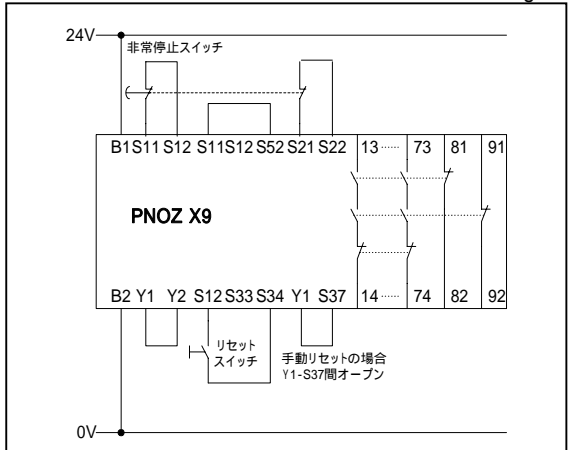 24V
非常停止スイッチ
B1 S11 S12 S11 S12 S52 S21 S22 13 ······ 73 81 91
PNOZ X9
B2 Y1 Y2 S12 S33 S34 Y1 S37 14 ······ 74 82 92
リセット
スイッチ
手動リセットの場合
Y1-S37間オープン
0V